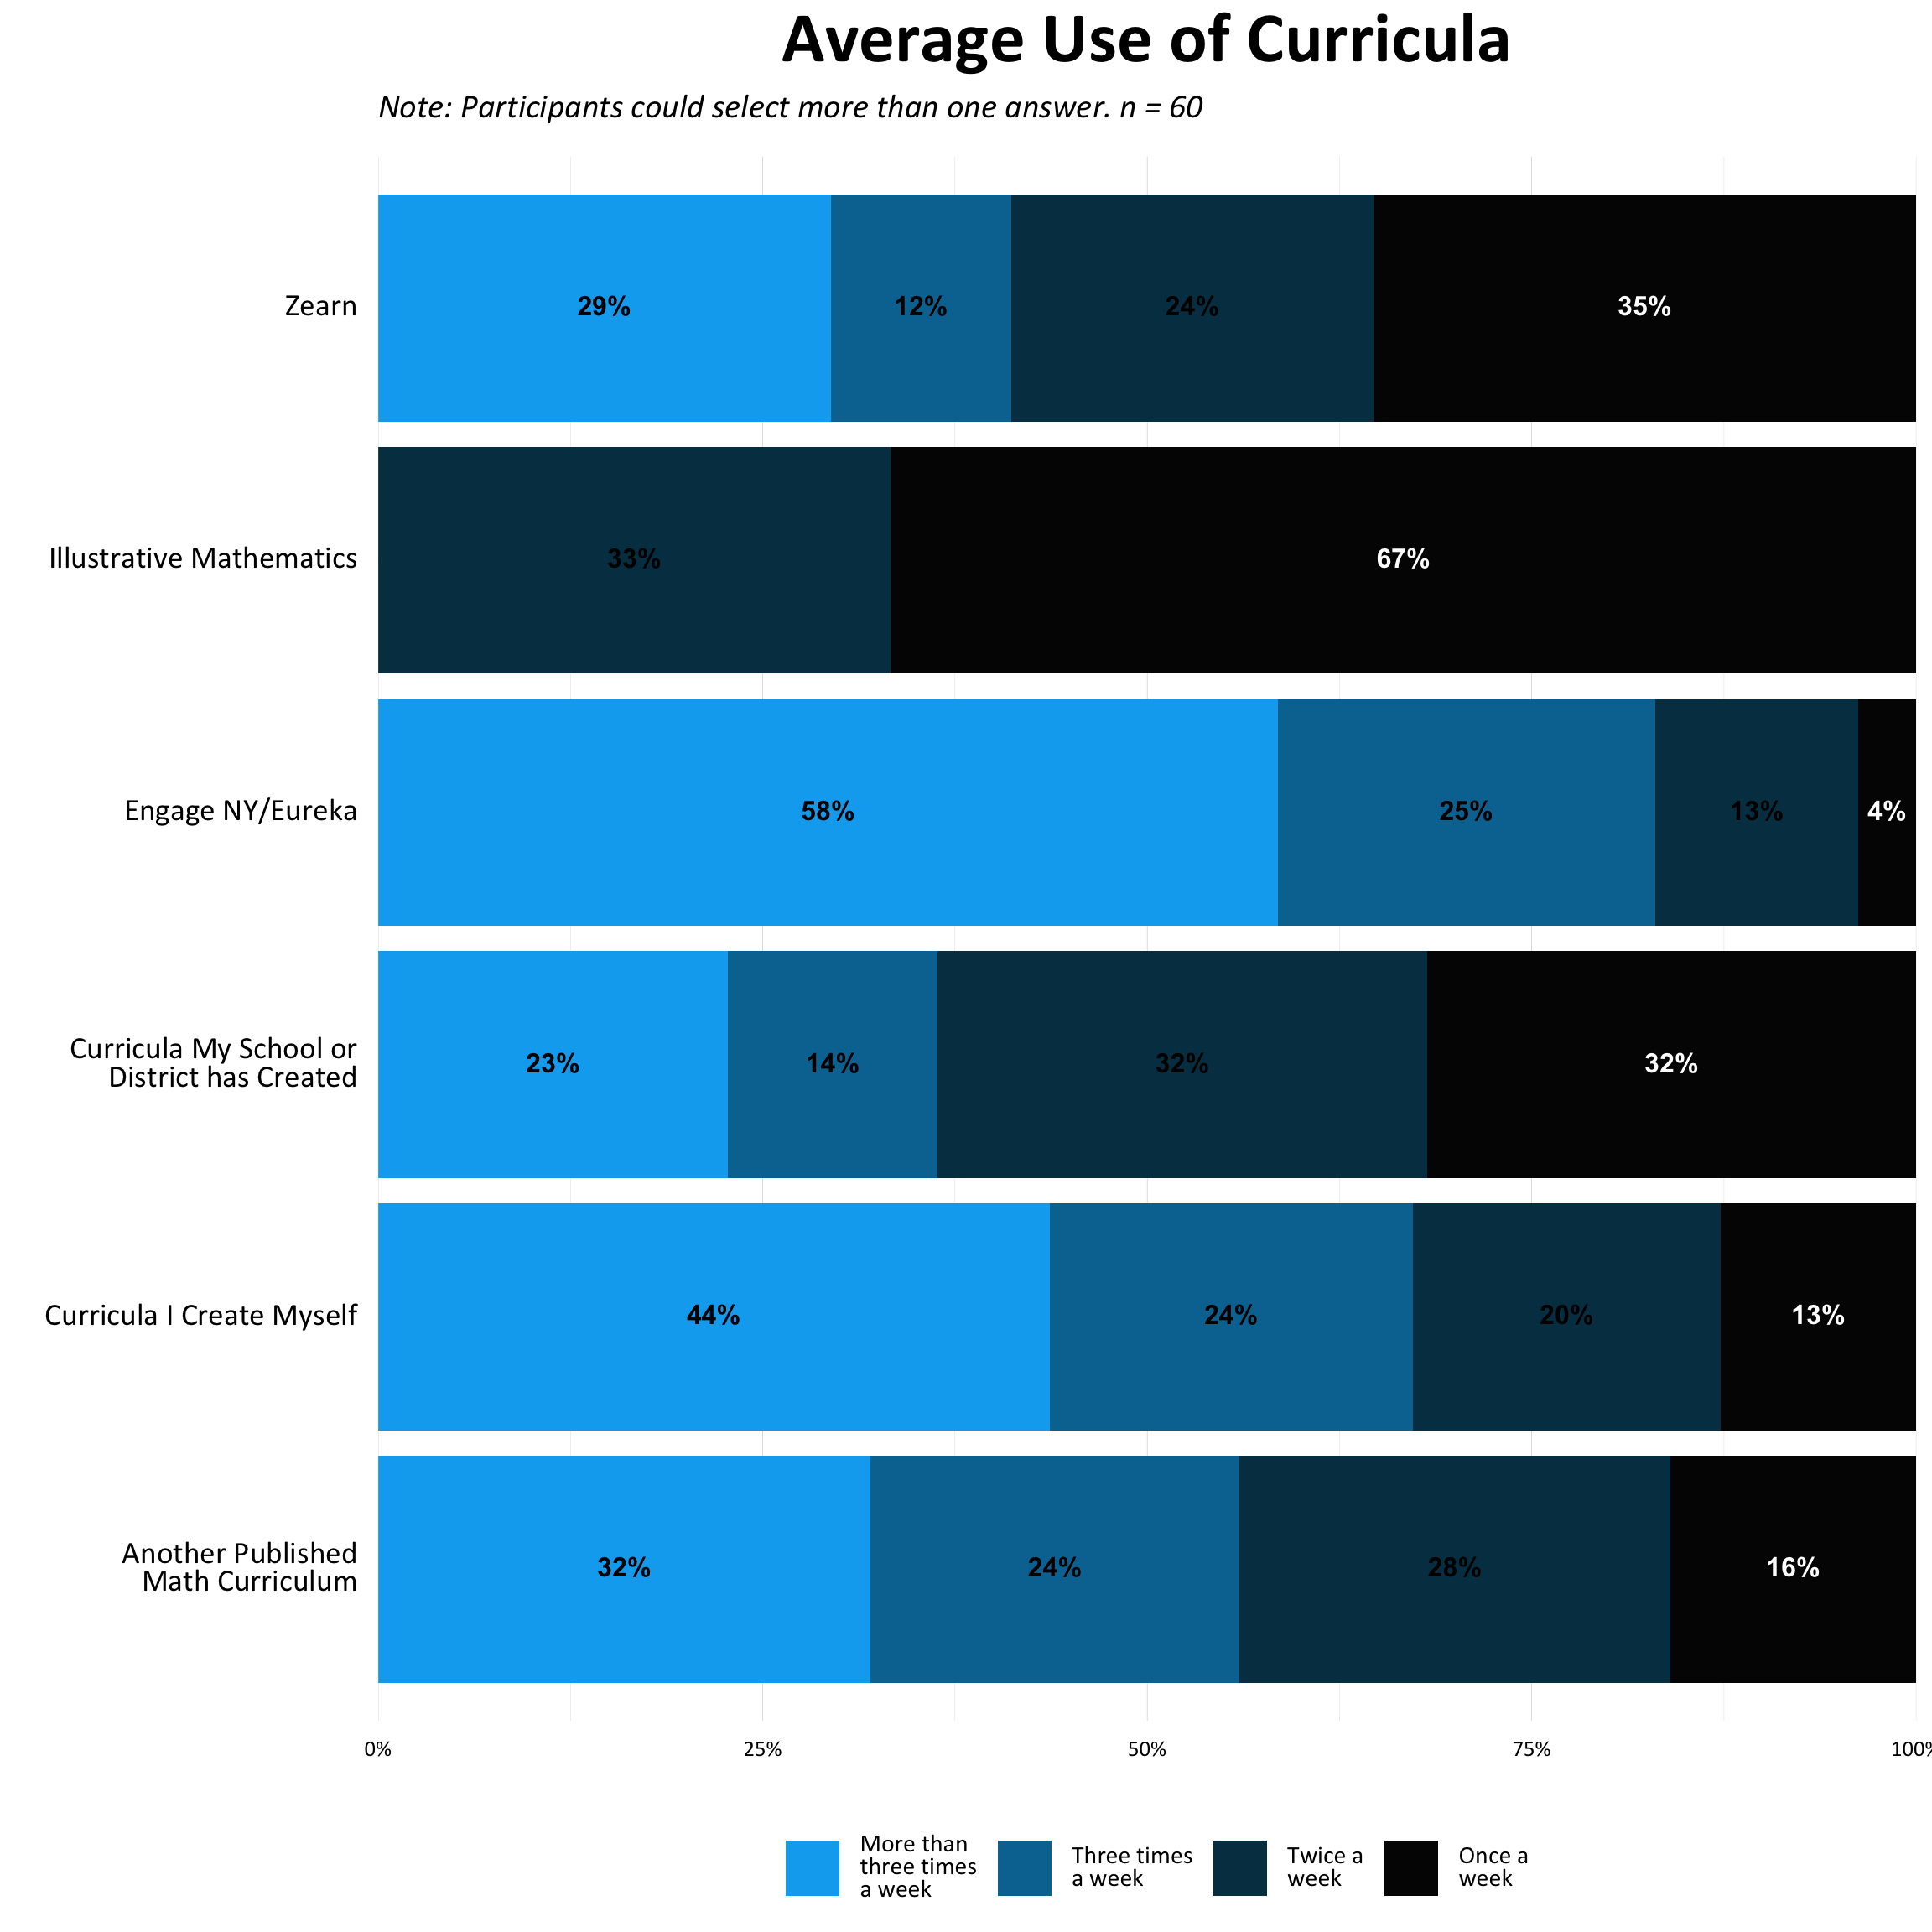 Average Use of Curricula
Note: Participants could select more than one answer. n = 60
Zearn
29%
12%
24%
35%
Illustrative Mathematics
33%
67%
Engage NY/Eureka
58%
25%
13%
4%
Curricula My School or
District has Created
23%
14%
32%
32%
Curricula I Create Myself
44%
24%
20%
13%
Another Published
Math Curriculum
32%
24%
28%
16%
0%
25%
50%
75%
100%
More than
three times
a week
Three times
a week
Twice a
week
Once a
week